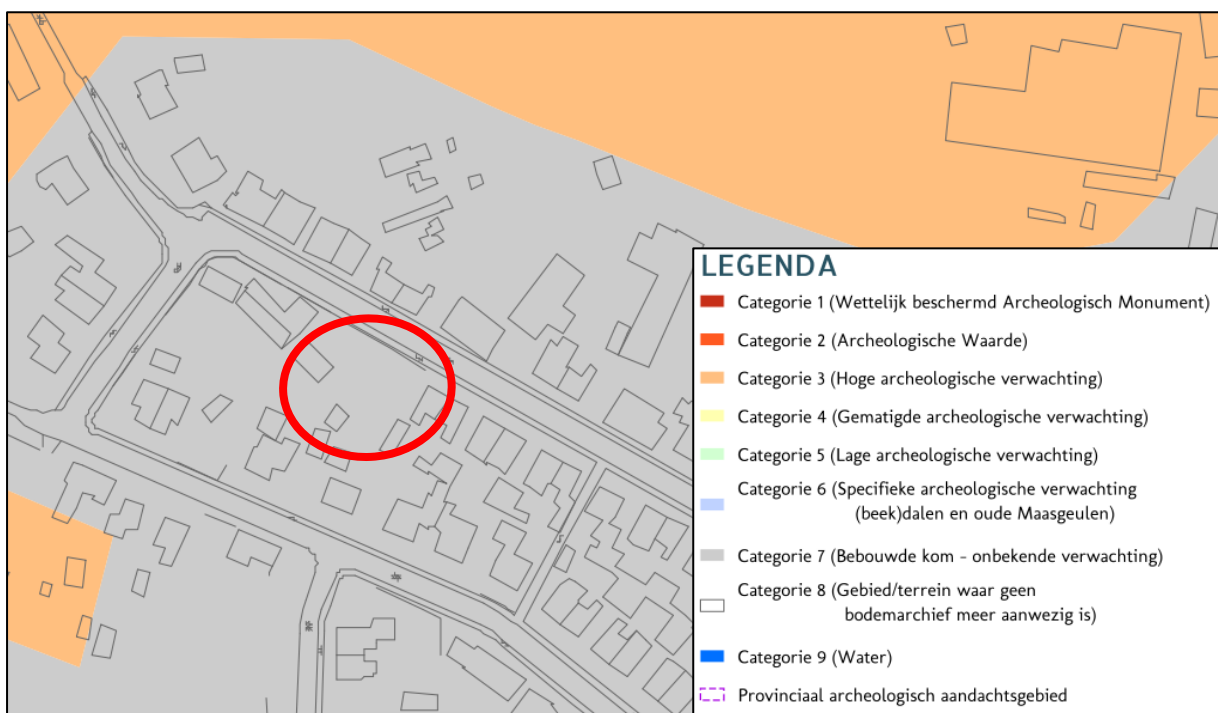 LEGENDA
Categorie 1 (Wettelijk beschermd Archeologisch Monument)
Categorie 2 (Archeologische Waarde)
Categorie 3 (Hoge archeologische verwachting)
Categorie 4 (Gematigde archeologische verwachting)
Categorie 5 (Lage archeologische verwachting)
Categorie 6 (Specifieke archeologische verwachting
(beek)dalen en oude Maasgeulen)
Categorie 7 (Bebouwde kom - onbekende verwachting)
Categorie 8 (Gebied/terrein waar geen
bodemarchief meer aanwezig is)
Categorie 9 (Water)
Provinciaal archeologisch aandachtsgebied